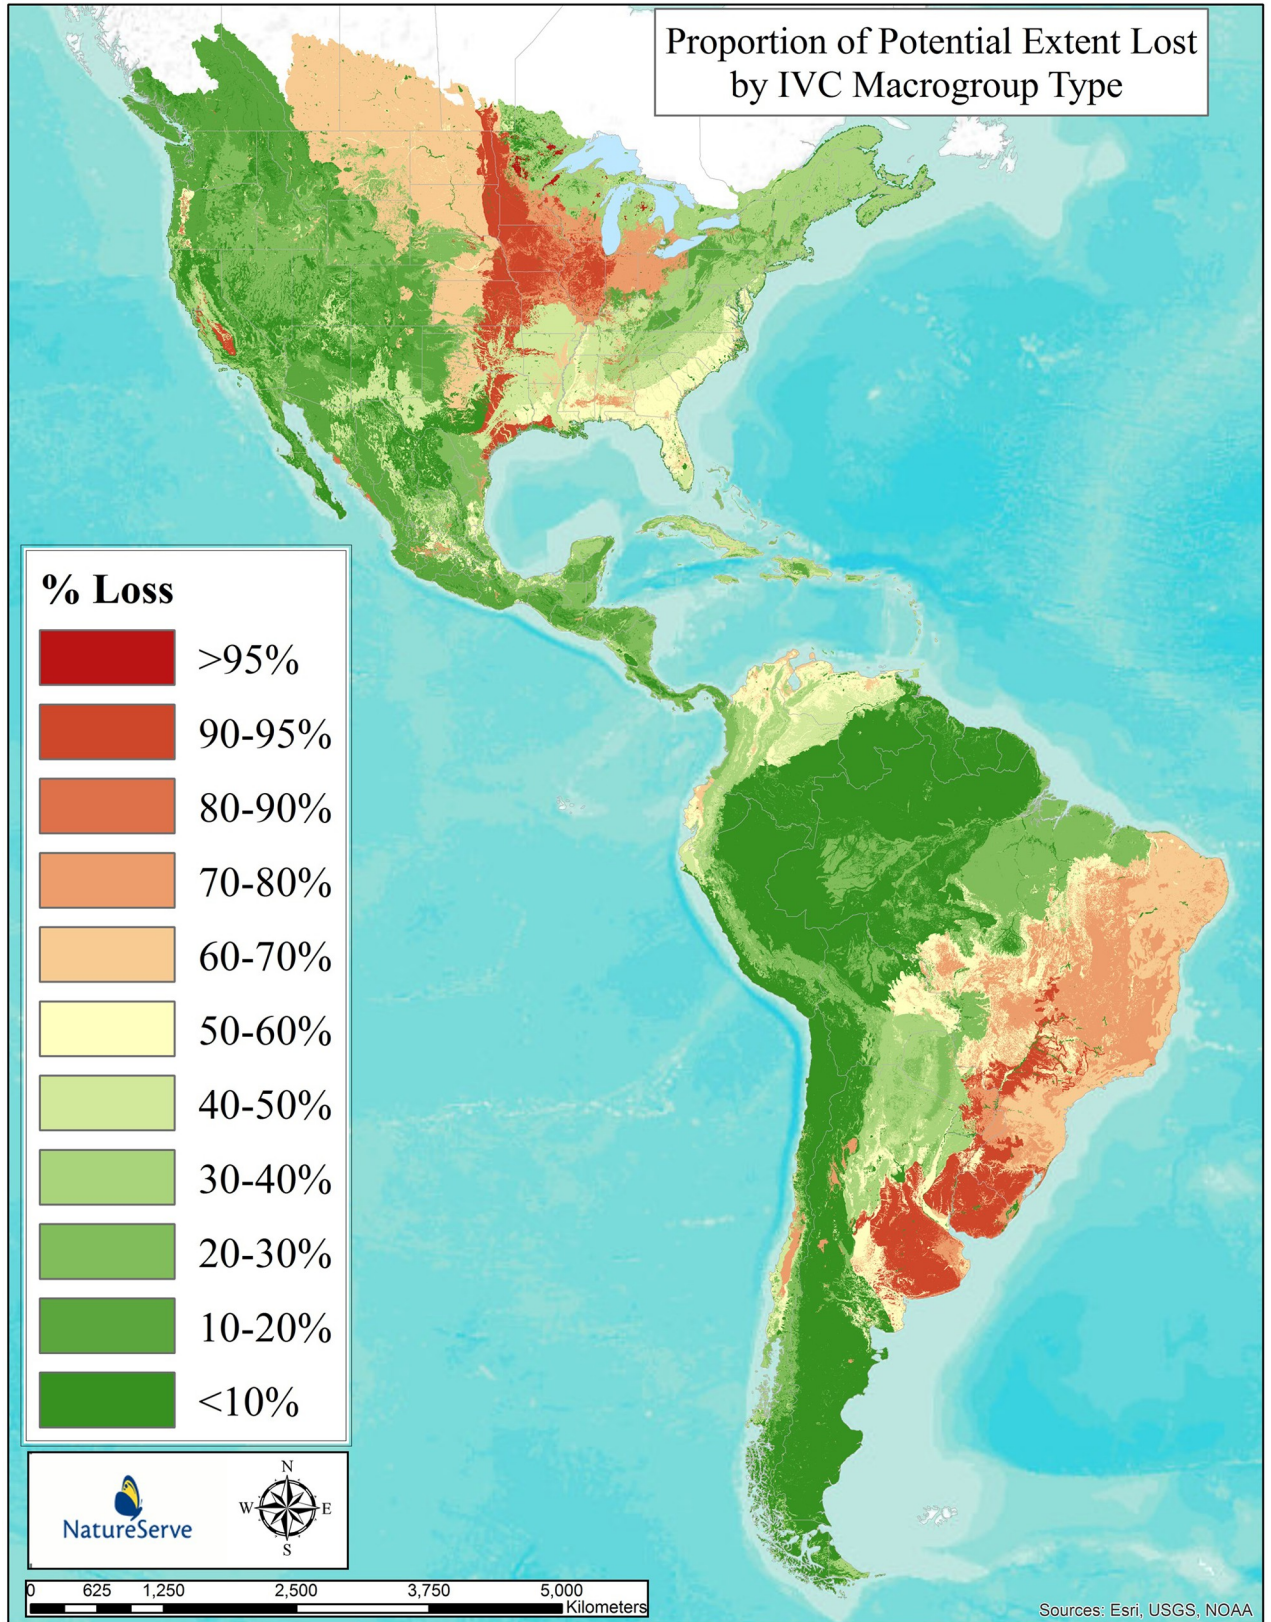 Proportion of Potential Extent Lost
by IVC Macrogroup Type
% Loss
>95%
90-95%
80-90%
70-80%
60-70%
50-60%
40-50%
30-40%
20-30%
10-20%
<10%
NatureServe
N
W E
S
0 625 1,250 2,500 3,750 5,000
Kilometers
Sources: Esri, USGS, NOAA